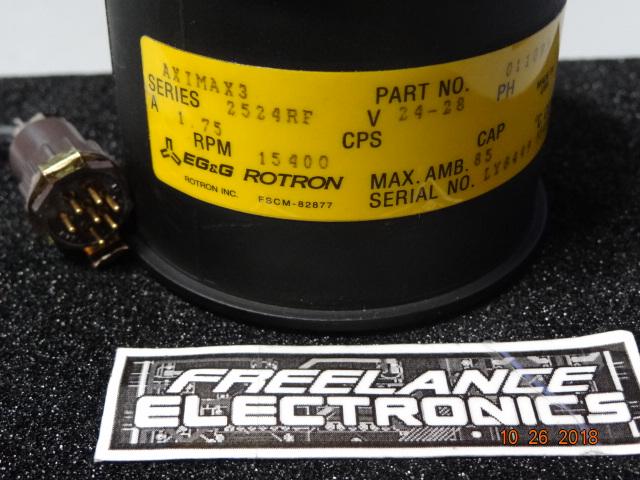 AXIMAX3
SERIES 2524RF
PART NO.
A 1.75 V 24-28 PH
RPM 15400 CPS CAP
EG&G ROTRON MAX. AMB. 85
ROTRON INC. FSCM-82877 SERIAL NO.
FREELANCE
ELECTRONICS
10 26 2018